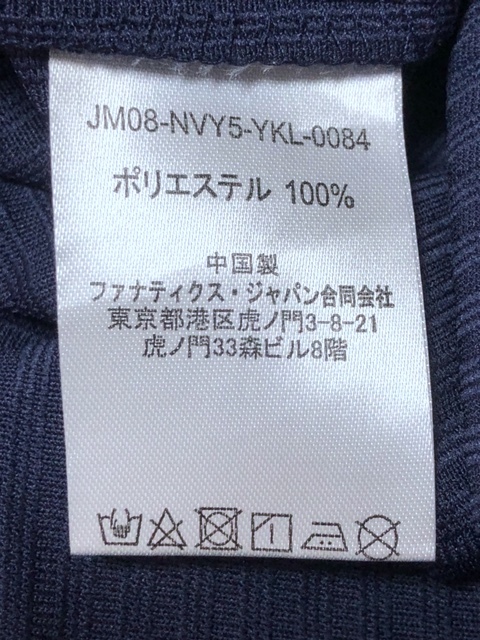 JM08-NVY5-YKL-0084
ポリエステル 100%
中国製
ファナティクス・ジャパン合同会社
東京都港区虎ノ門3-8-21
虎ノ門33森ビル8階